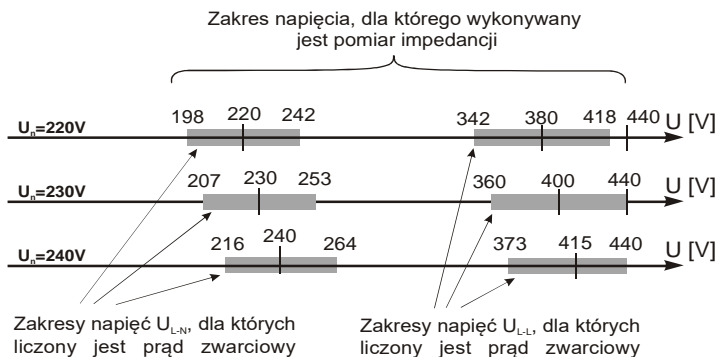 Zakres napięcia, dla którego wykonywany
jest pomiar impedancji
198 220 242 342 380 418 440 U [V]
Un=220V
207 230 253 360 400 440 U [V]
Un=230V
216 240 264 373 415 440 U [V]
Un=240V
Zakresy napięć UL-N, dla których
liczony jest prąd zwarciowy
Zakresy napięć UL-L, dla których
liczony jest prąd zwarciowy